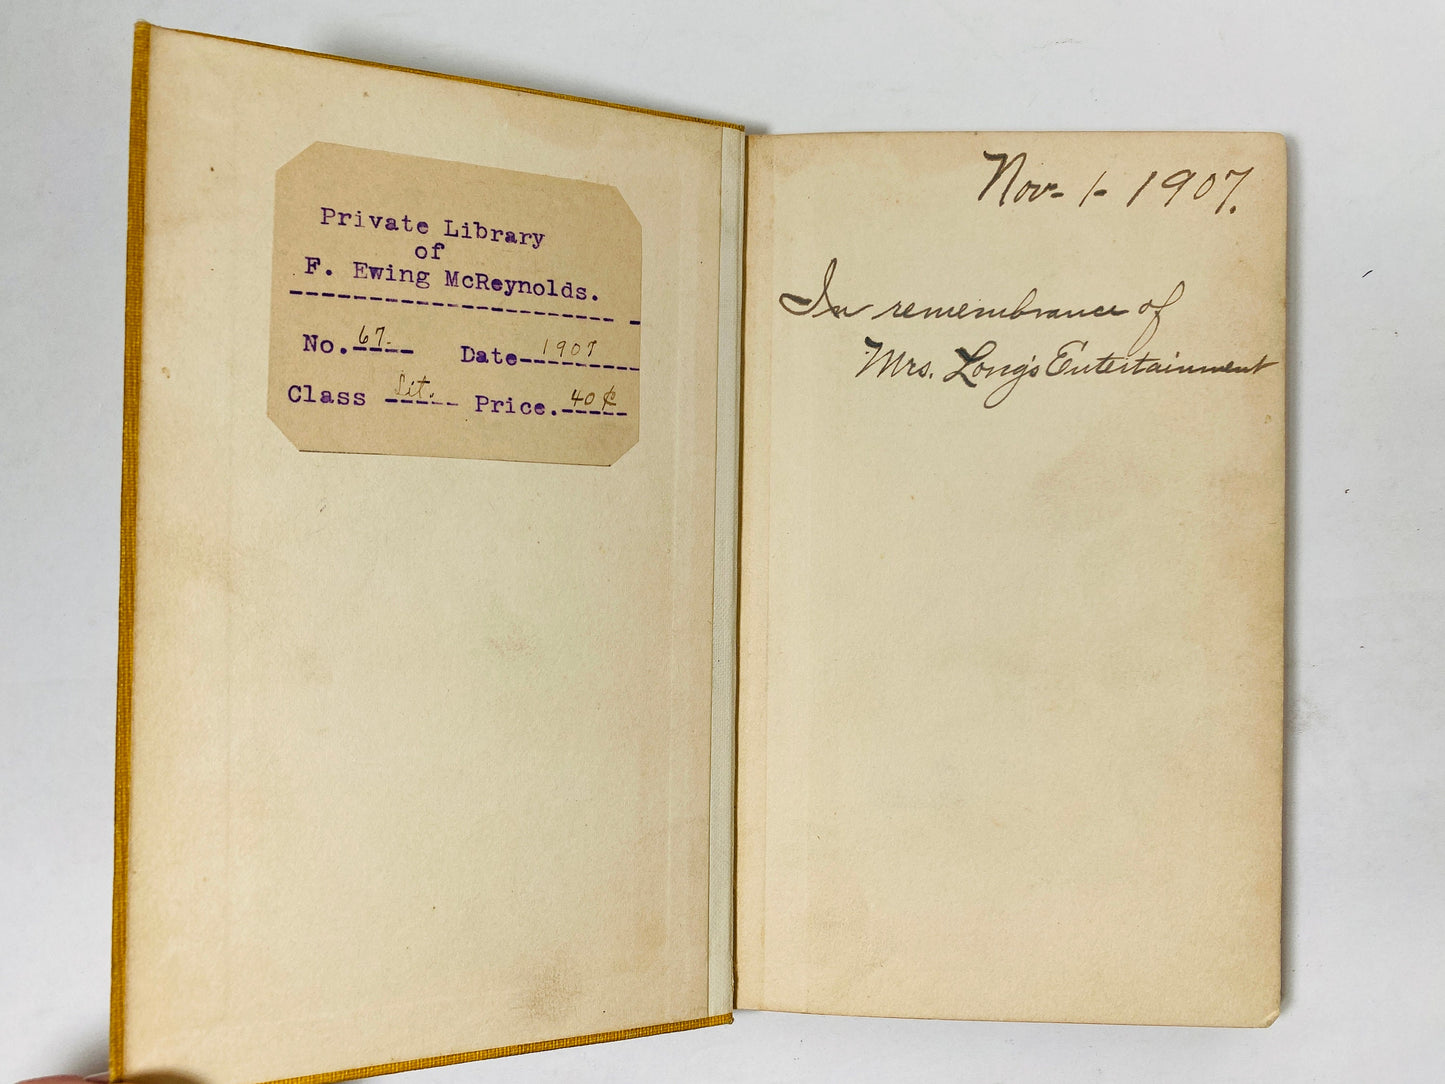 Private Library
of
F. Ewing McReynolds.
No. 67. Date 1907
Class Lit. Price. 40¢
Nov- 1- 1907.
In remembrance of
Mrs. Long's Entertainment